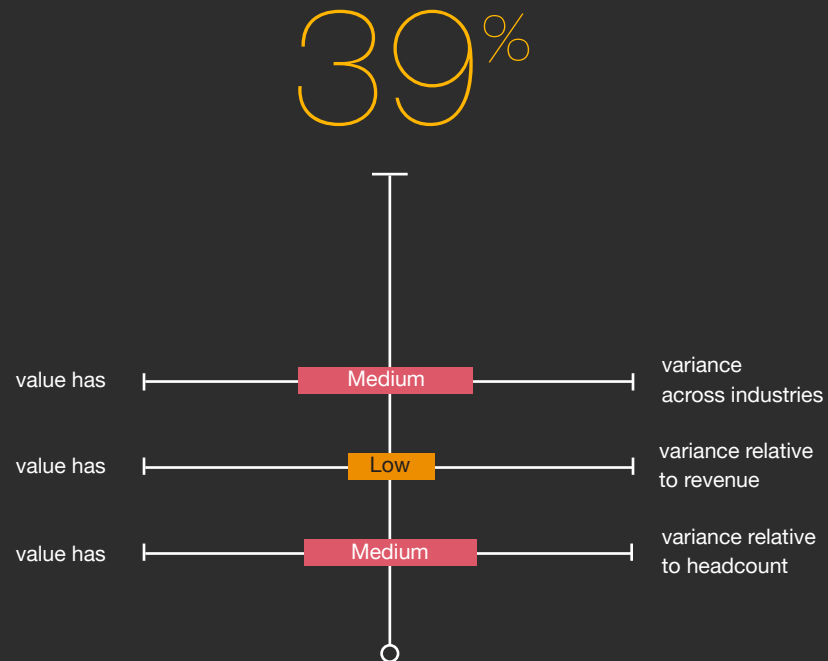 39%
value has Medium variance
across industries
value has Low variance relative
to revenue
value has Medium variance relative
to headcount